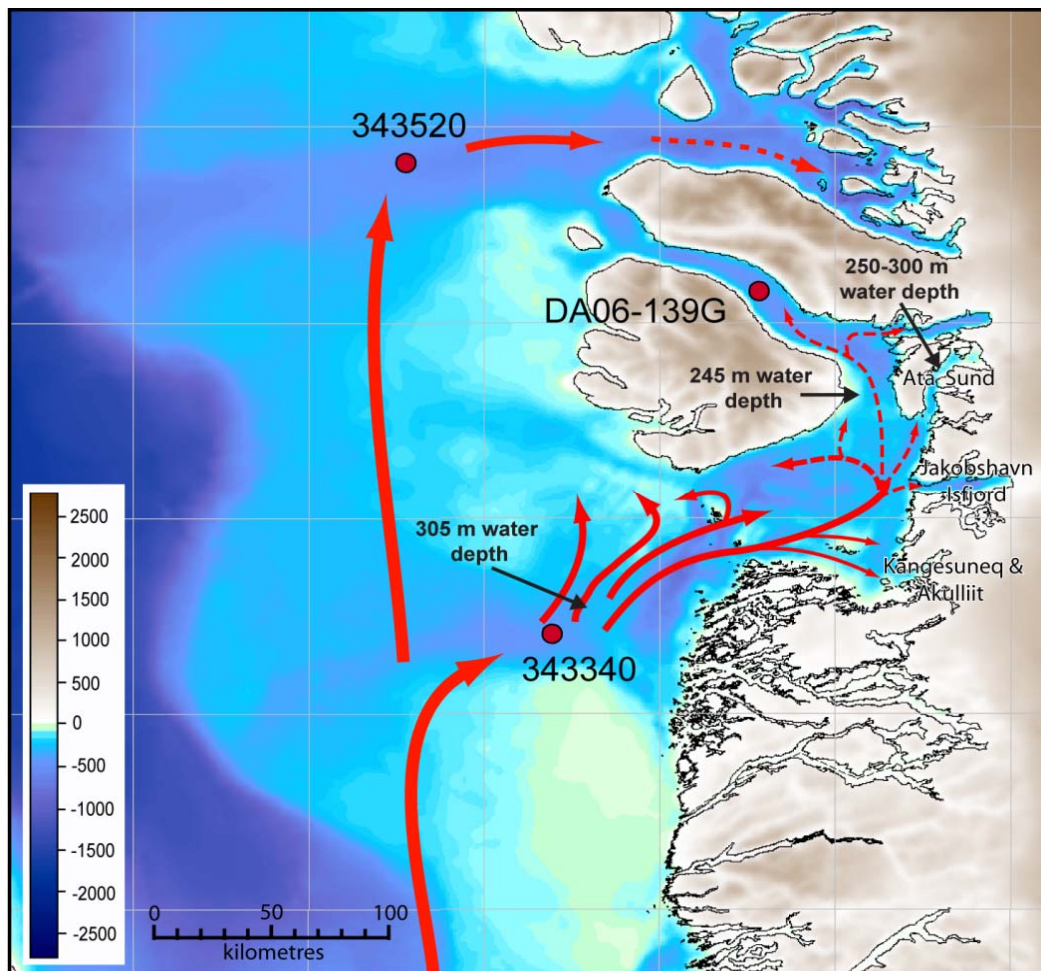 343520
250-300 m
water depth
DA06-139G
245 m water
depth
Ata Sund
Jakobshavn
Isfjord
305 m water
depth
Kangesuneq &
Akulliit
343340
2500
2000
1500
1000
500
0
-500
-1000
-1500
-2000
-2500
0 50 100
kilometres